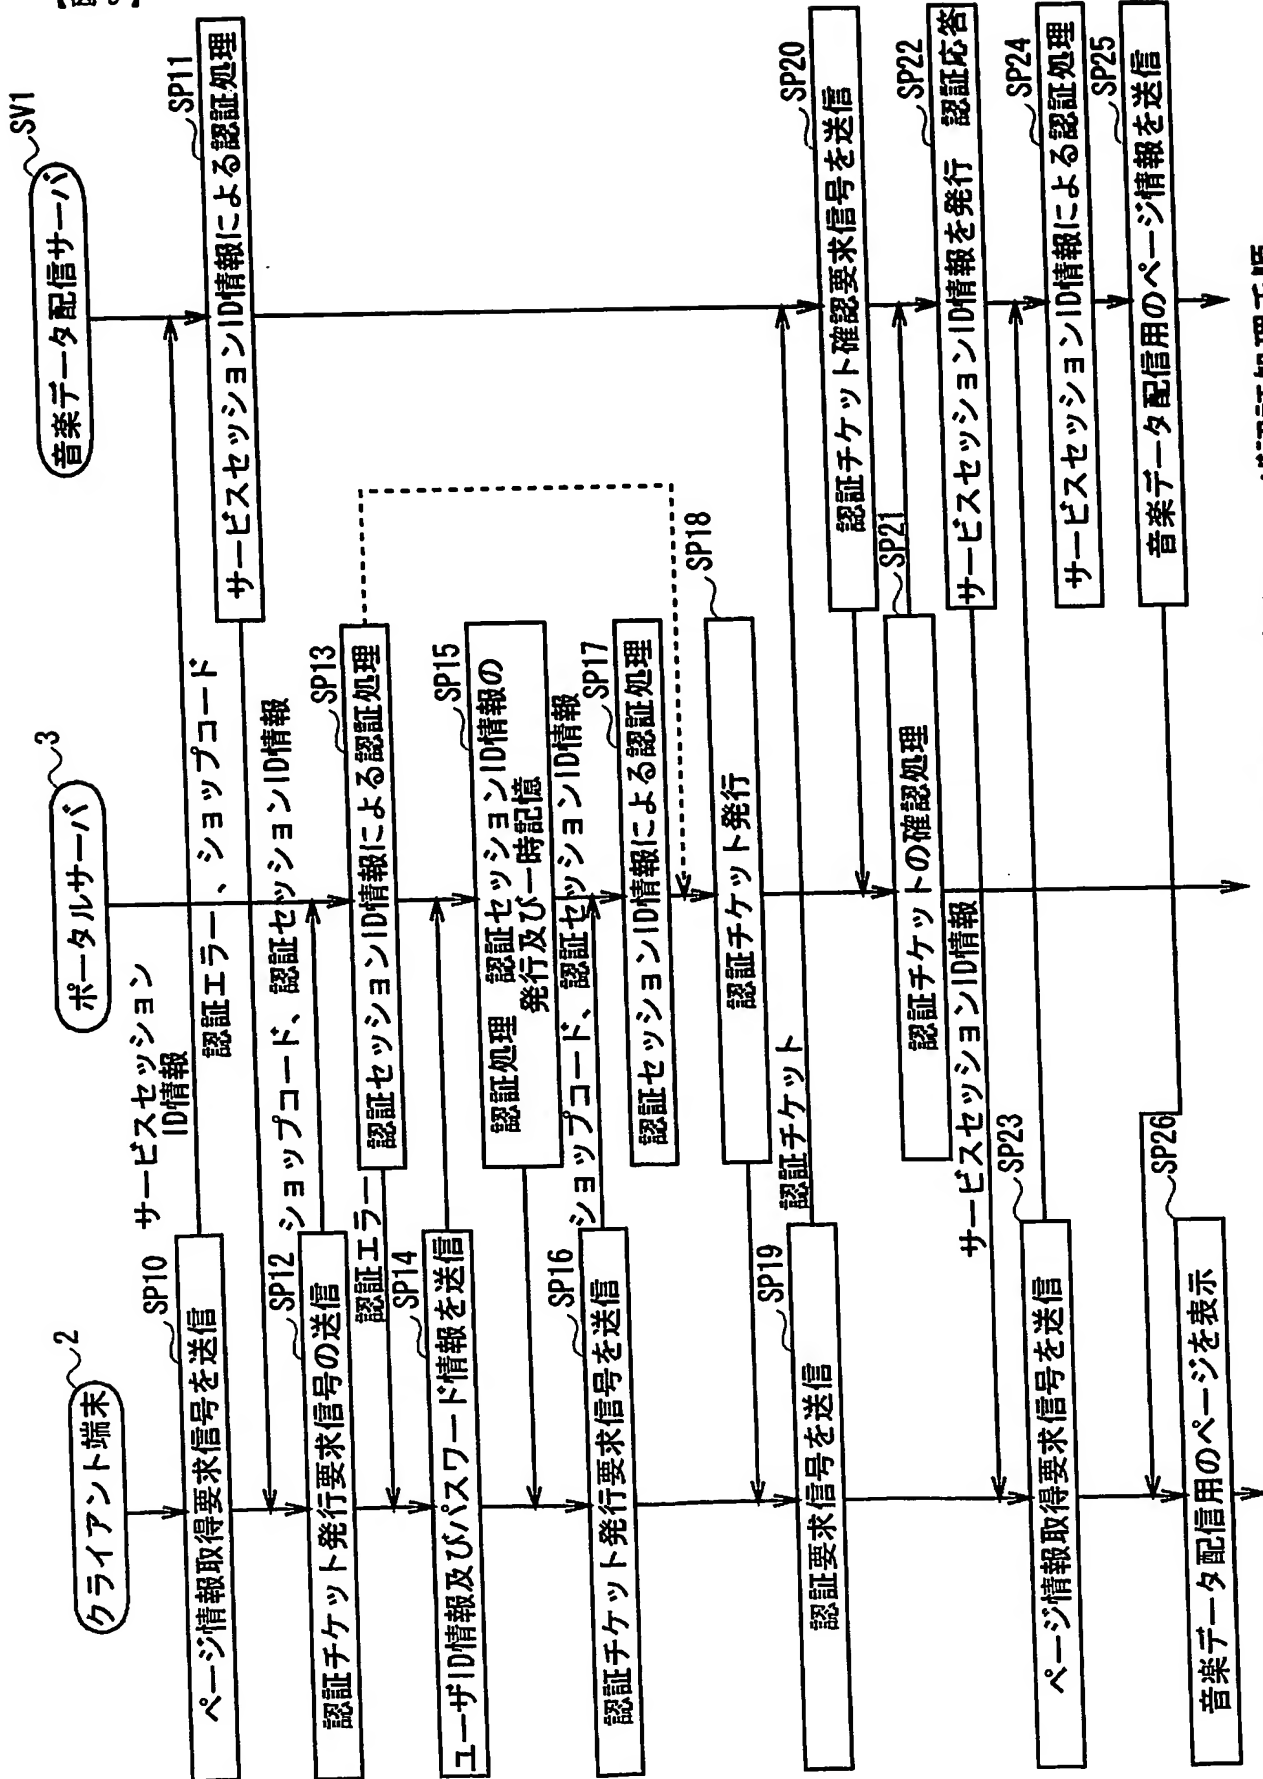 クライアント端末
2
ポータルサーバ
3
音楽データ配信サーバ
SV1
サービスセッション
ID情報
SP10
ページ情報取得要求信号を送信
SP11
サービスセッションID情報による認証処理
認証エラー、ショップコード
SP12
認証チケット発行要求信号の送信
ショップコード、認証セッションID情報
SP13
認証セッションID情報による認証処理
認証エラー
SP14
ユーザID情報及びパスワード情報を送信
SP15
認証処理 認証セッションID情報の
発行及び一時記憶
SP16
認証チケット発行要求信号を送信
ショップコード、認証セッションID情報
SP17
認証セッションID情報による認証処理
SP18
認証チケット発行
SP19
認証要求信号を送信
認証チケット
SP20
認証チケット確認要求信号を送信
SP21
認証チケットの確認処理
SP22
サービスセッションID情報を発行 認証応答
サービスセッションID情報
SP23
ページ情報取得要求信号を送信
SP24
サービスセッションID情報による認証処理
SP25
音楽データ配信用のページ情報を送信
SP26
音楽データ配信用のページを表示